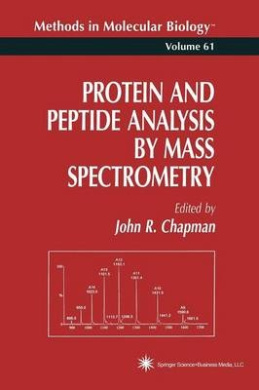 Methods in Molecular Biology™
Volume 61
PROTEIN AND
PEPTIDE ANALYSIS
BY MASS
SPECTROMETRY
Edited by
John R. Chapman
Springer Science+Business Media, LLC